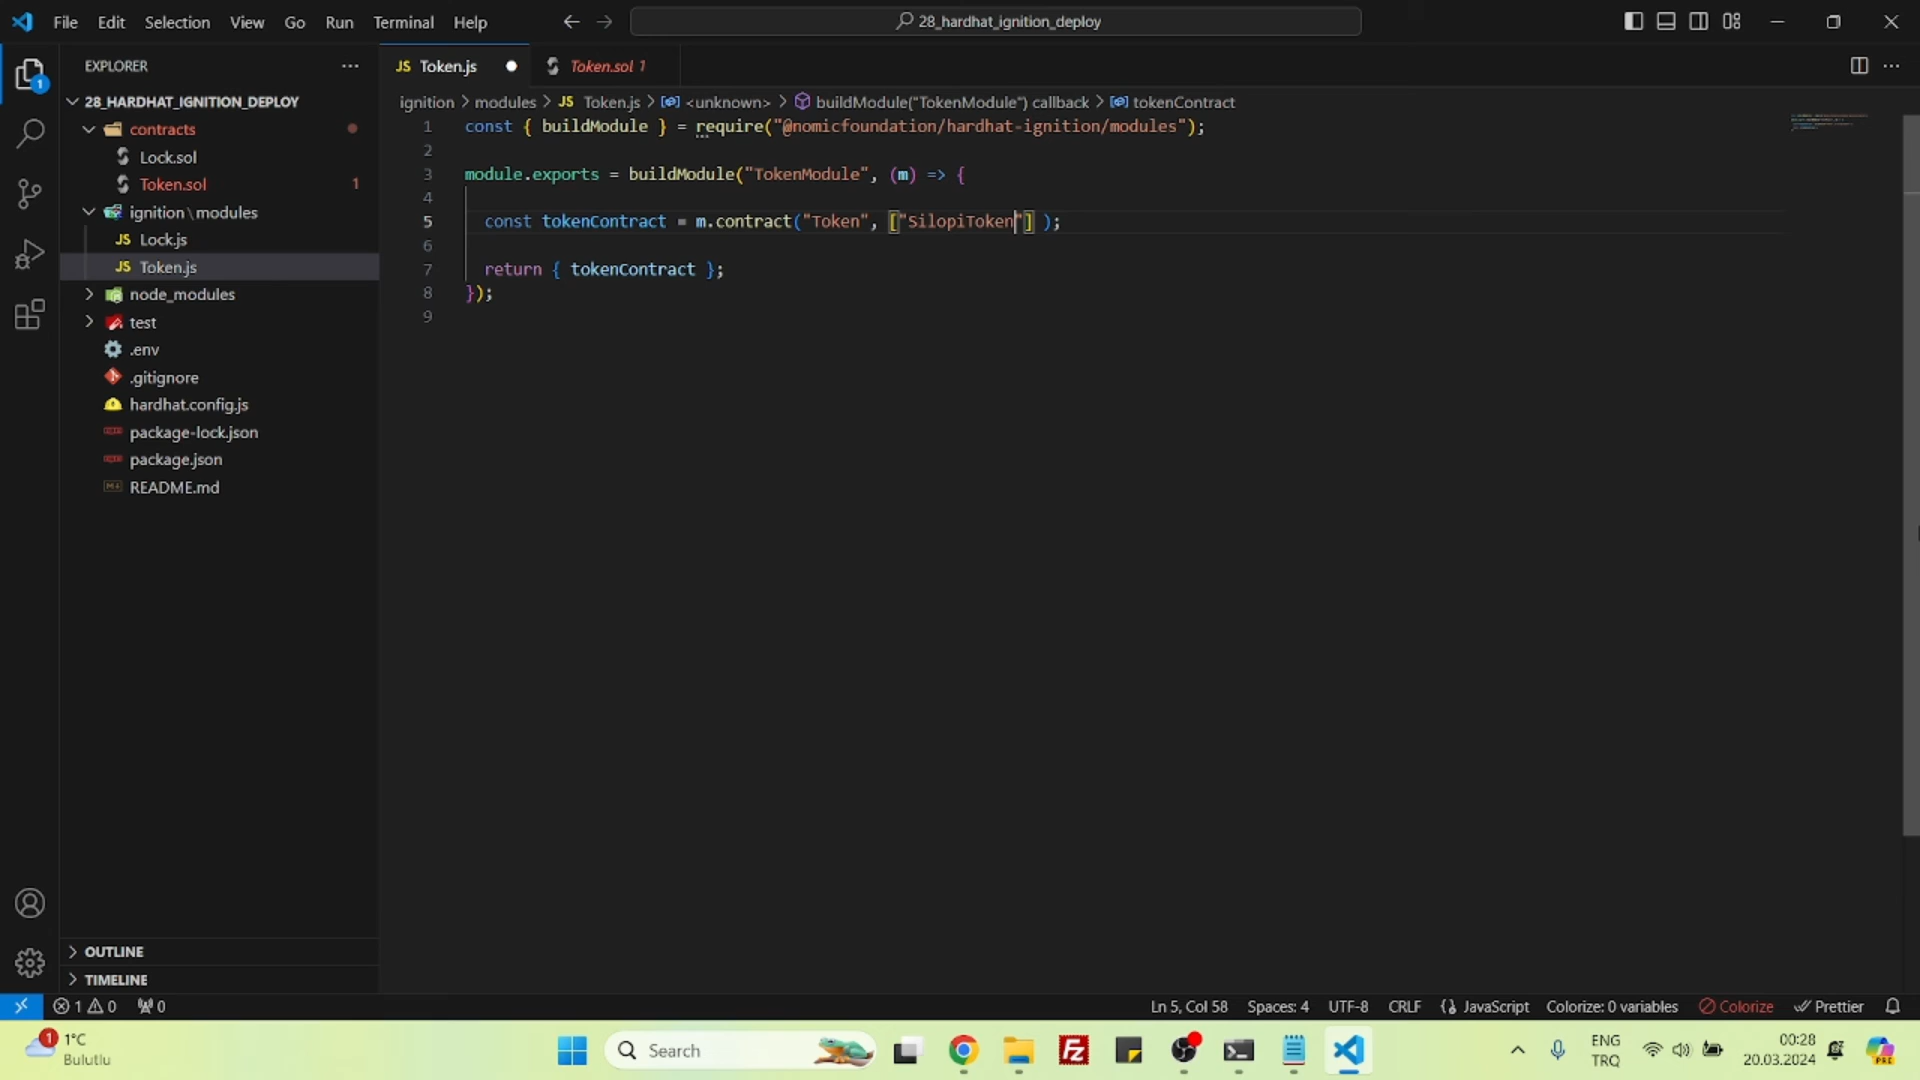 File Edit Selection View Go Run Terminal Help
28_hardhat_ignition_deploy
EXPLORER
28_HARDHAT_IGNITION_DEPLOY
contracts
Lock.sol
Token.sol 1
ignition\modules
Lock.js
Token.js
node_modules
test
.env
.gitignore
hardhat.config.js
package-lock.json
package.json
README.md
OUTLINE
TIMELINE
1
JS Token.js
Token.sol 1
ignition > modules > JS Token.js > <unknown> > buildModule("TokenModule") callback > tokenContract
1 const { buildModule } = require("@nomicfoundation/hardhat-ignition/modules");
2
3 module.exports = buildModule("TokenModule", (m) => {
4
5 const tokenContract = m.contract("Token", ["SilopiToken"] );
6
7 return { tokenContract };
8 });
9
1 0 0 Ln 5, Col 58 Spaces: 4 UTF-8 CRLF JavaScript Colorize: 0 variables Colorize Prettier
1 1°C
Bulutlu
Search
ENG
TRQ
00:28
20.03.2024
PRE